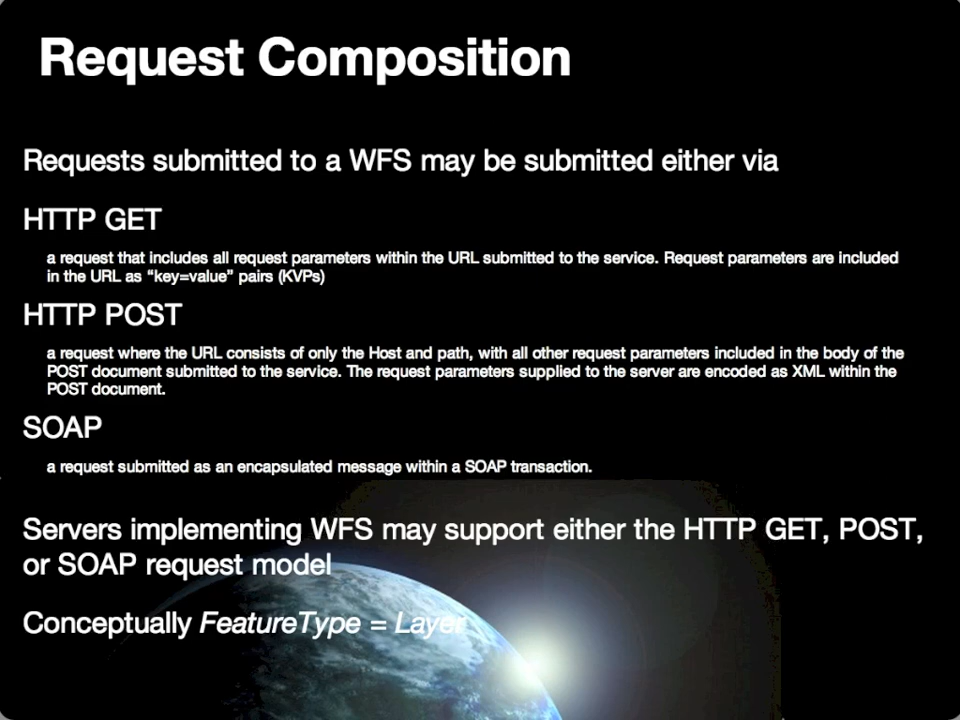 Request Composition
Requests submitted to a WFS may be submitted either via
HTTP GET
a request that includes all request parameters within the URL submitted to the service. Request parameters are included
in the URL as “key=value” pairs (KVPs)
HTTP POST
a request where the URL consists of only the Host and path, with all other request parameters included in the body of the
POST document submitted to the service. The request parameters supplied to the server are encoded as XML within the
POST document.
SOAP
a request submitted as an encapsulated message within a SOAP transaction.
Servers implementing WFS may support either the HTTP GET, POST,
or SOAP request model
Conceptually FeatureType = Layer